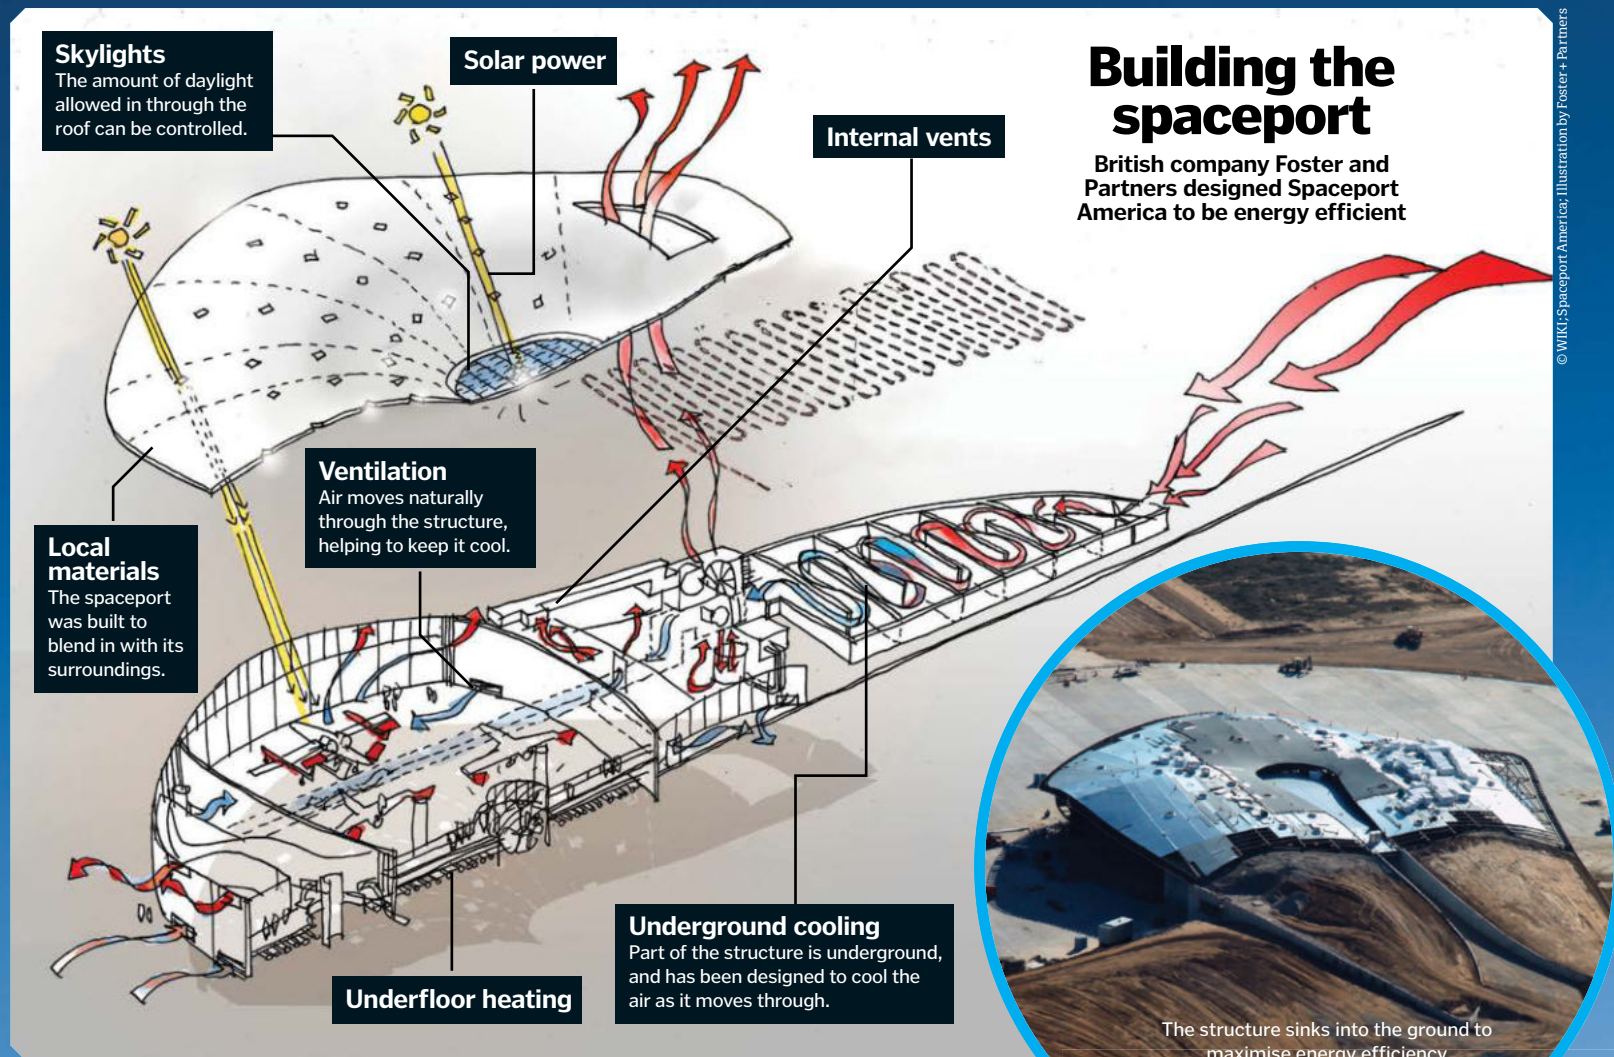 Building the
spaceport
British company Foster and
Partners designed Spaceport
America to be energy efficient
Skylights
The amount of daylight
allowed in through the
roof can be controlled.
Solar power
Internal vents
Ventilation
Air moves naturally
through the structure,
helping to keep it cool.
Local
materials
The spaceport
was built to
blend in with its
surroundings.
Underfloor heating
Underground cooling
Part of the structure is underground,
and has been designed to cool the
air as it moves through.
The structure sinks into the ground to
maximise energy efficiency
© WIKI; Spaceport America; Illustration by Foster + Partners